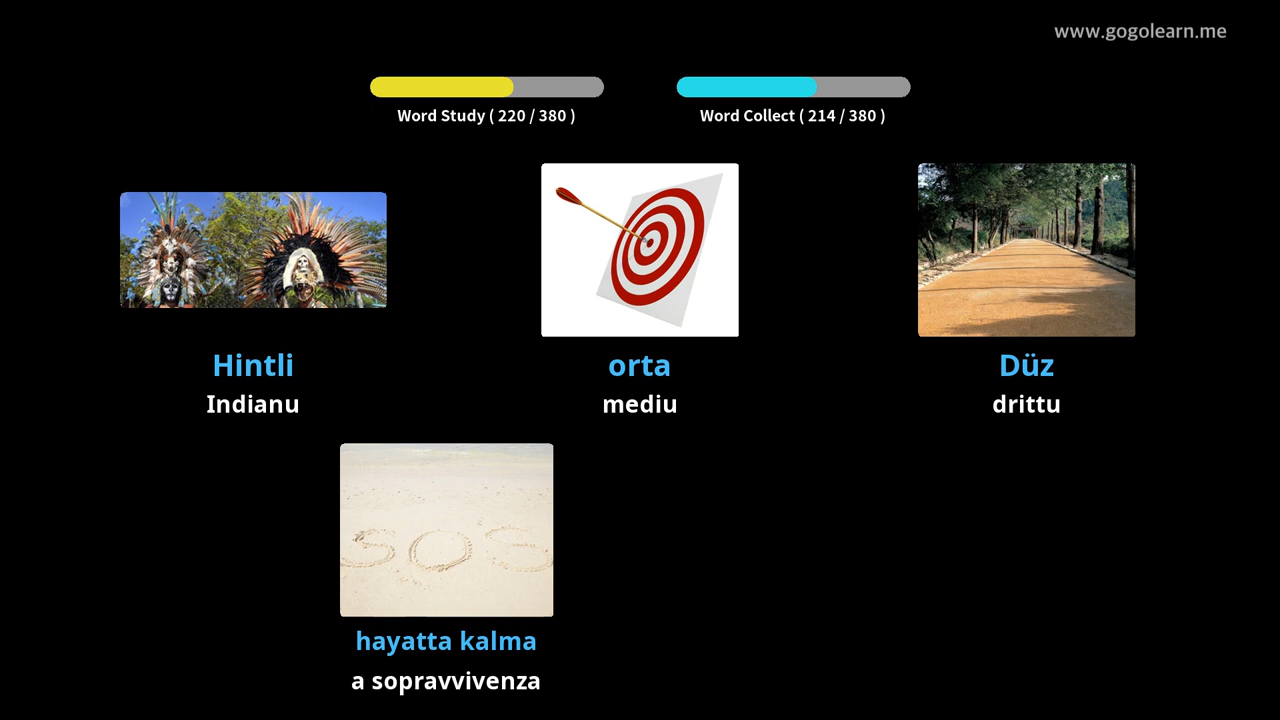 www.gogolearn.me
Word Study ( 220 / 380 )
Word Collect ( 214 / 380 )
Hintli
Indianu
orta
mediu
Düz
drittu
SOS
hayatta kalma
a sopravvivenza